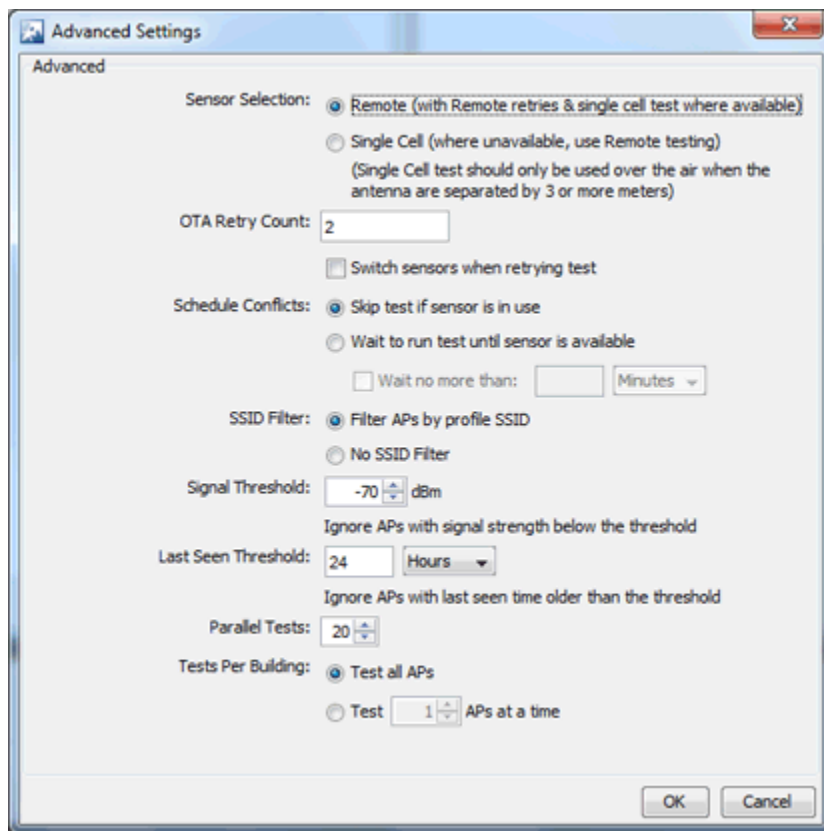 Advanced Settings
Advanced
Sensor Selection: Remote (with Remote retries & single cell test where available)
Single Cell (where unavailable, use Remote testing)
(Single Cell test should only be used over the air when the
antenna are separated by 3 or more meters)
OTA Retry Count: 2
Switch sensors when retrying test
Schedule Conflicts: Skip test if sensor is in use
Wait to run test until sensor is available
Wait no more than: Minutes
SSID Filter: Filter APs by profile SSID
No SSID Filter
Signal Threshold: -70 dBm
Ignore APs with signal strength below the threshold
Last Seen Threshold: 24 Hours
Ignore APs with last seen time older than the threshold
Parallel Tests: 20
Tests Per Building: Test all APs
Test 1 APs at a time
OK Cancel